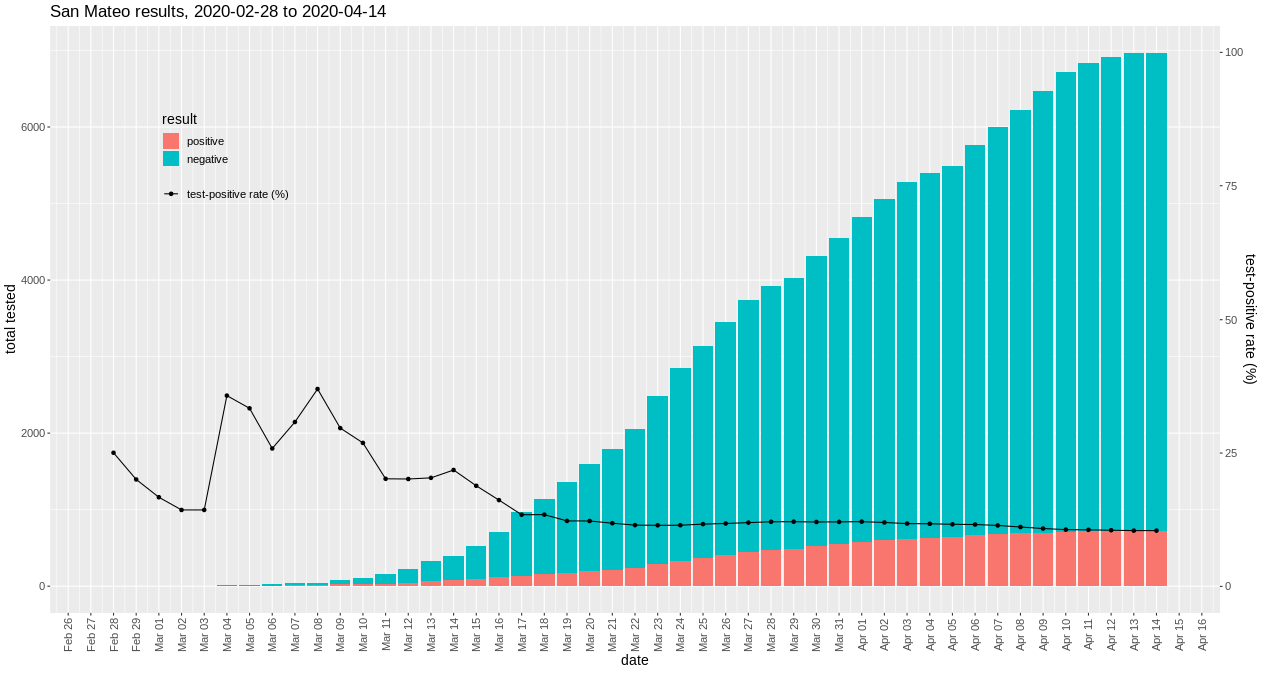 San Mateo results, 2020-02-28 to 2020-04-14
result
positive
negative
test-positive rate (%)
total tested
6000
4000
2000
0
100
75
50
25
0
test-positive rate (%)
Feb 26
Feb 27
Feb 28
Feb 29
Mar 01
Mar 02
Mar 03
Mar 04
Mar 05
Mar 06
Mar 07
Mar 08
Mar 09
Mar 10
Mar 11
Mar 12
Mar 13
Mar 14
Mar 15
Mar 16
Mar 17
Mar 18
Mar 19
Mar 20
Mar 21
Mar 22
Mar 23
Mar 24
Mar 25
Mar 26
Mar 27
Mar 28
Mar 29
Mar 30
Mar 31
Apr 01
Apr 02
Apr 03
Apr 04
Apr 05
Apr 06
Apr 07
Apr 08
Apr 09
Apr 10
Apr 11
Apr 12
Apr 13
Apr 14
Apr 15
Apr 16
date